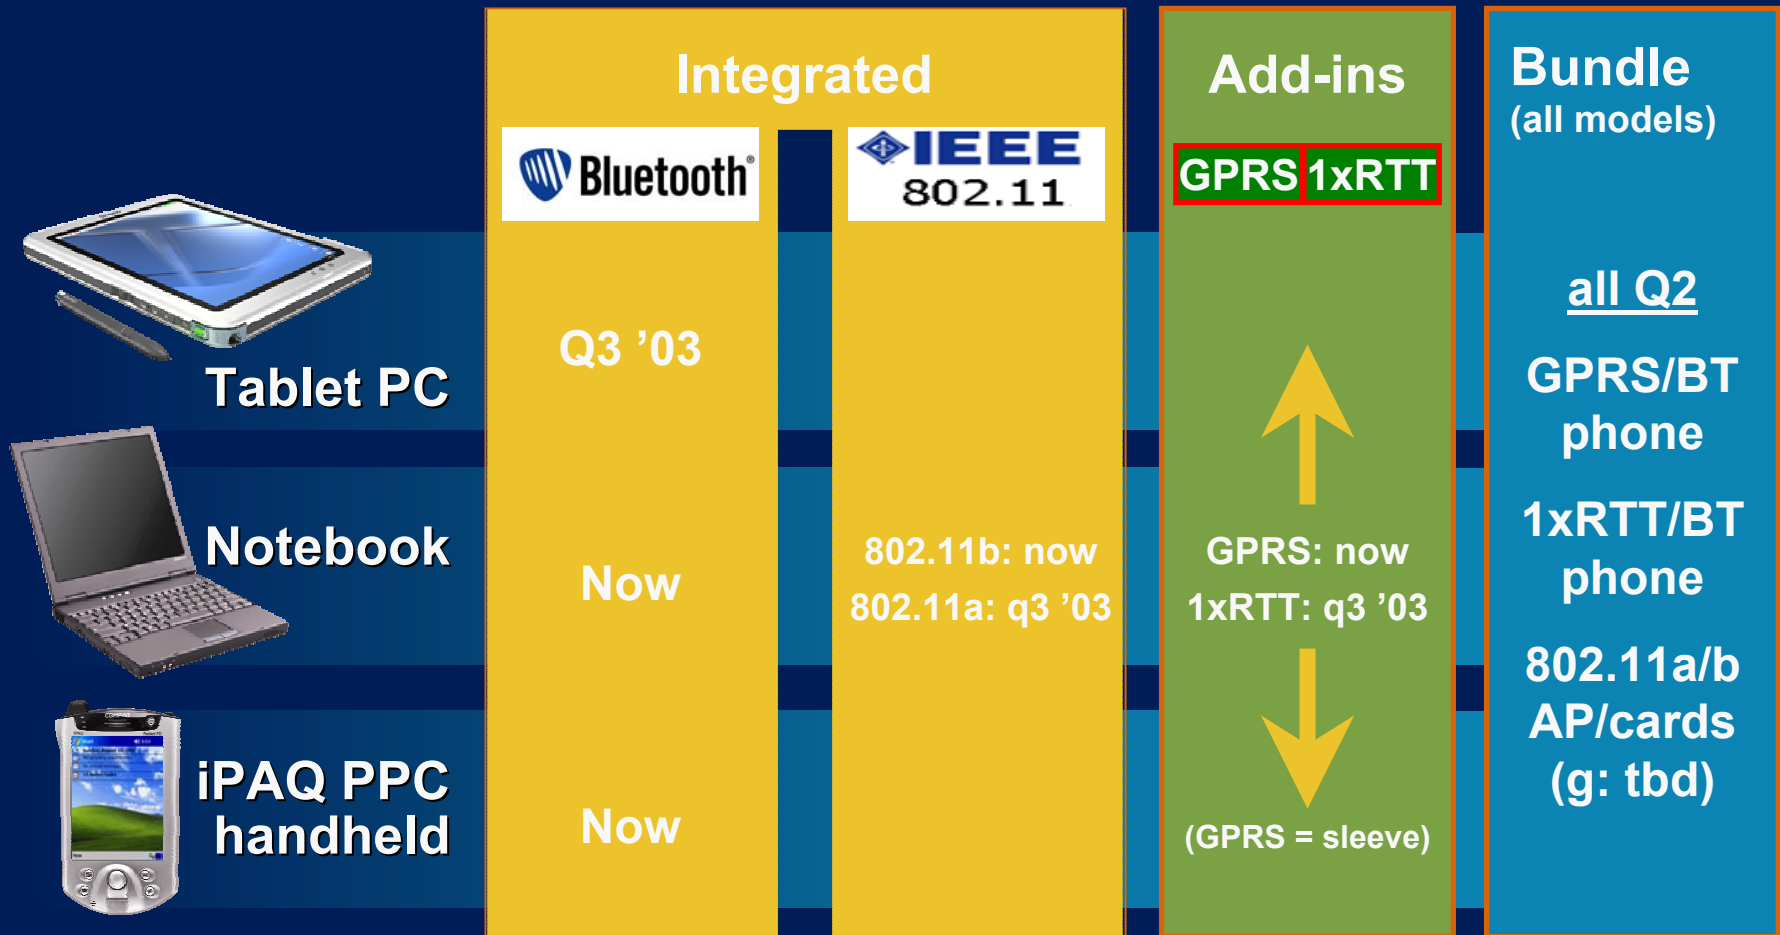 Integrated
Add-ins
Bundle
(all models)
Bluetooth®
IEEE
802.11
GPRS 1xRTT
Tablet PC
Q3 ’03
all Q2
GPRS/BT
phone
1xRTT/BT
phone
802.11a/b
AP/cards
(g: tbd)
Notebook
Now
802.11b: now
802.11a: q3 ’03
GPRS: now
1xRTT: q3 ’03
COMPAQ
iPAQ PPC
handheld
Now
(GPRS = sleeve)